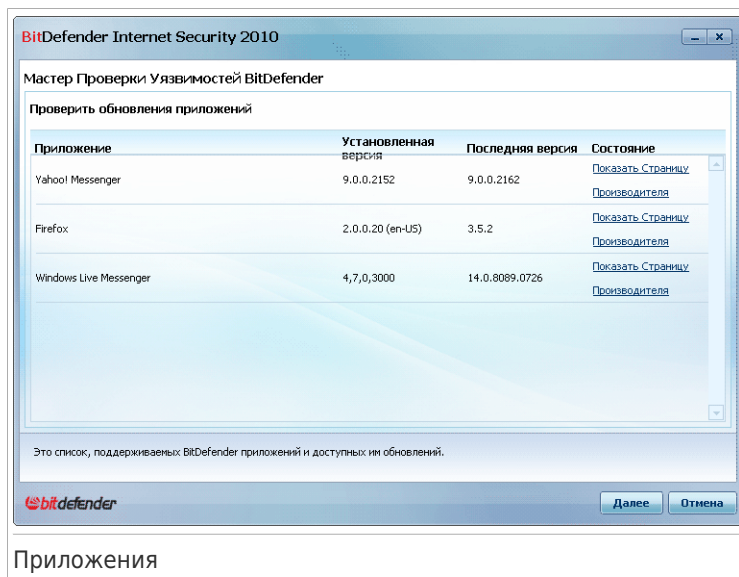 BitDefender Internet Security 2010
Мастер Проверки Уязвимостей BitDefender
Проверить обновления приложений
Приложение
Установленная версия
Последняя версия
Состояние
Yahoo! Messenger
9.0.0.2152
9.0.0.2162
Показать Страницу
Производителя
Firefox
2.0.0.20 (en-US)
3.5.2
Показать Страницу
Производителя
Windows Live Messenger
4,7,0,3000
14.0.8089.0726
Показать Страницу
Производителя
Это список, поддерживаемых BitDefender приложений и доступных им обновлений.
bitdefender
Далее
Отмена
Приложения